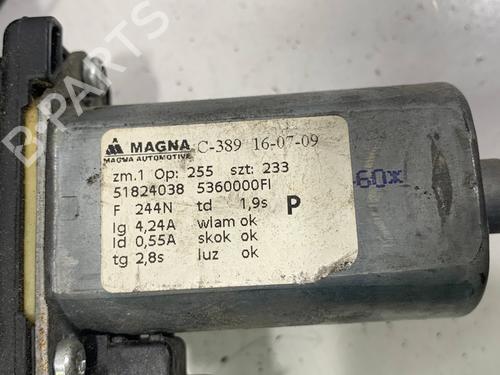 B-PARTS
MAGNA C-389 16-07-09
MAGNA AUTOMOTIVE
zm.1 Op: 255 szt: 233
51824038 5360000FI
F 244N td 1,9s P
Ig 4,24A wlam ok
Id 0,55A skok ok
tg 2,8s luz ok
60